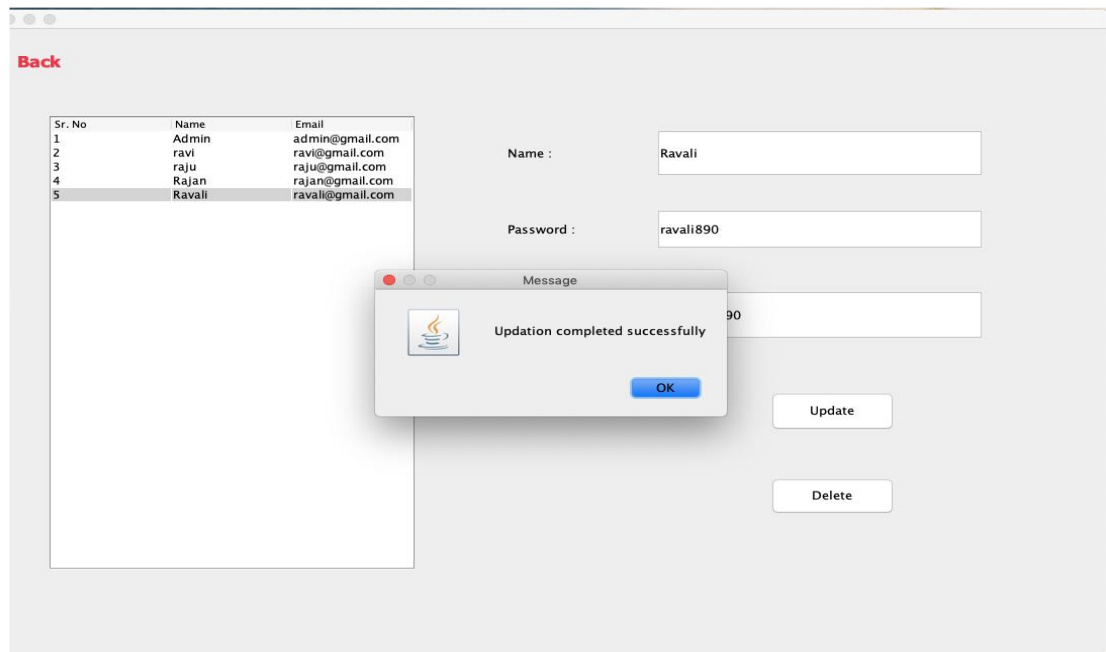 Back
Sr. No Name Email
1 Admin admin@gmail.com
2 ravi ravi@gmail.com
3 raju raju@gmail.com
4 Rajan rajan@gmail.com
5 Ravali ravali@gmail.com
Name : Ravali
Password : ravali890
Message
Updation completed successfully
90
OK
Update
Delete